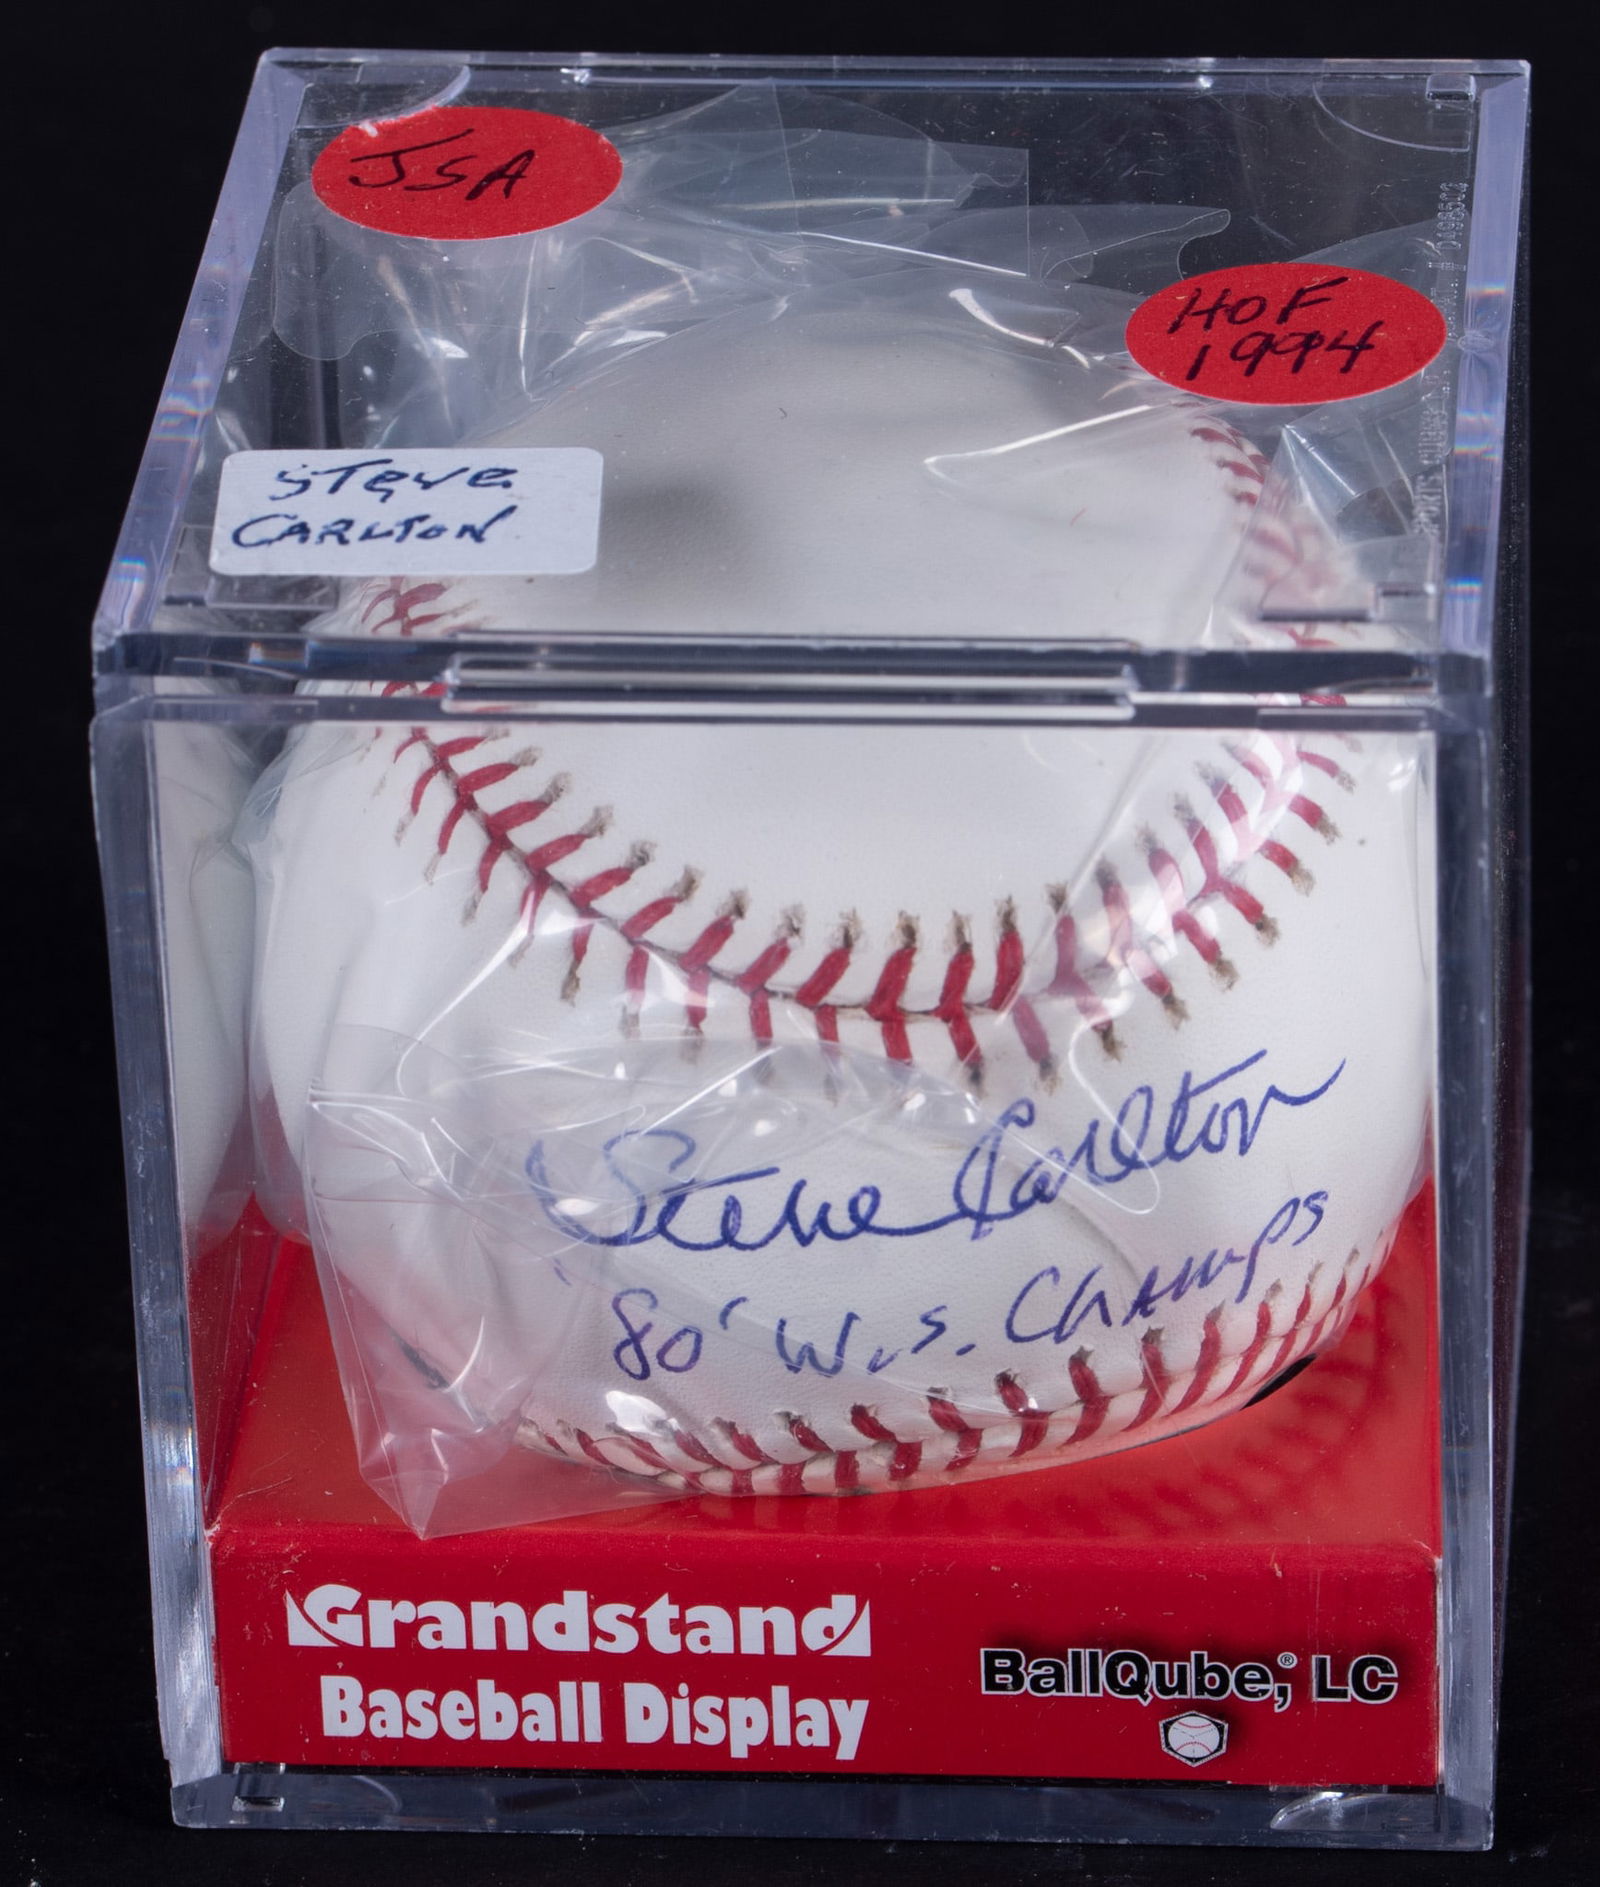 JSA
HOF
1994
Steve
CARLTON
Steve Carlton
80' W.S. CHAMPS
Grandstand
Baseball Display
BallQube,® LC